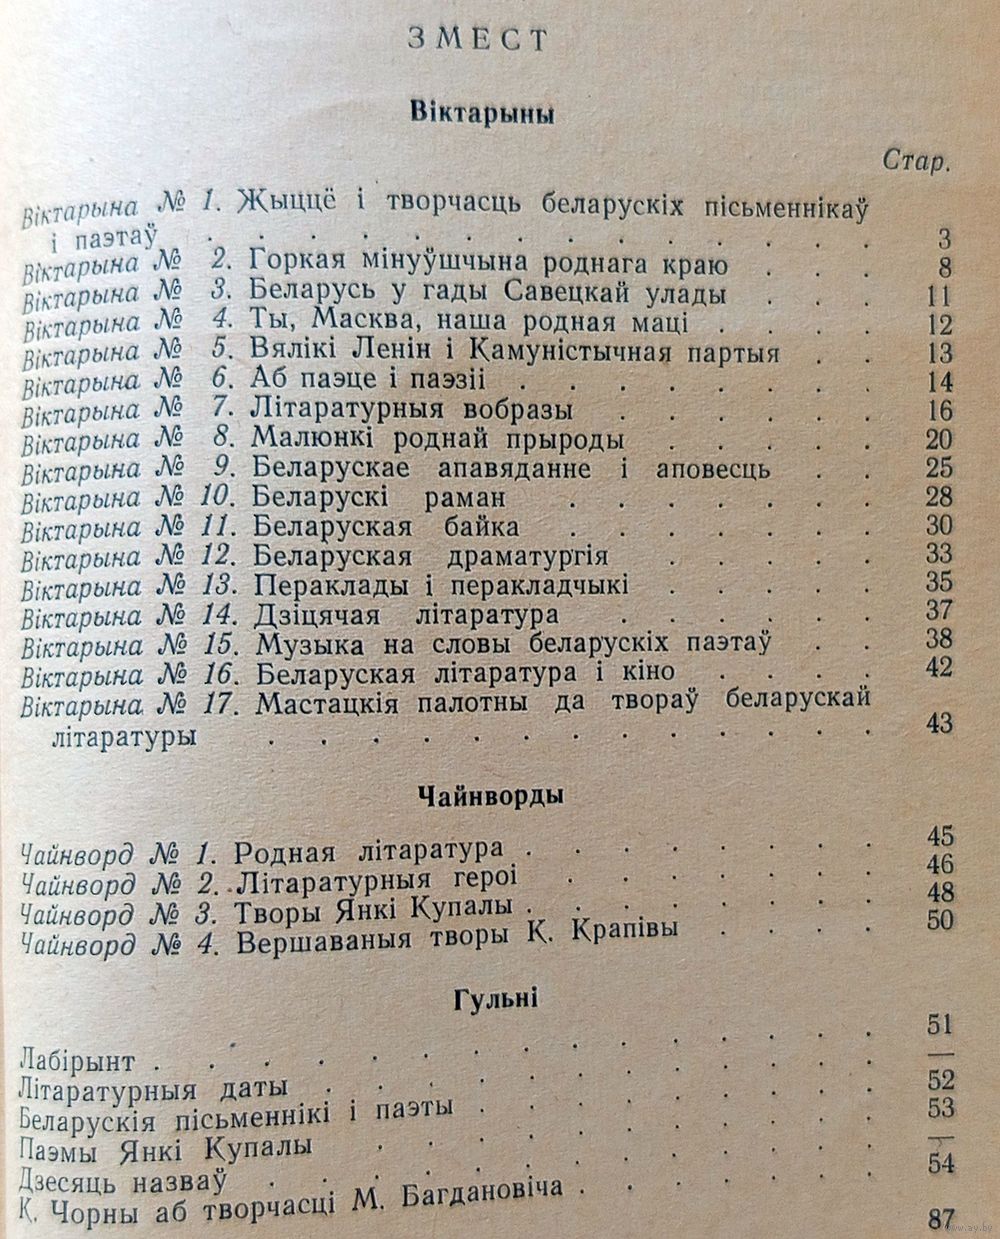 ЗМЕСТ
Віктарыны
Стар.
Віктарына № 1. Жыццё і творчасць беларускіх пісьменнікаў
і паэтаў . . . . . . . . . . . . . . 3
Віктарына № 2. Горкая мінуўшчына роднага краю . . . 8
Віктарына № 3. Беларусь у гады Савецкай улады . . . 11
Віктарына № 4. Ты, Масква, наша родная маці . . . . 12
Віктарына № 5. Вялікі Ленін і Камуністычная партыя . . 13
Віктарына № 6. Аб паэце і паэзіі . . . . . . . . 14
Віктарына № 7. Літаратурныя вобразы . . . . . . 16
Віктарына № 8. Малюнкі роднай прыроды . . . . . 20
Віктарына № 9. Беларускае апавяданне і аповесць . . 25
Віктарына № 10. Беларускі раман . . . . . . . 28
Віктарына № 11. Беларуская байка . . . . . . . 30
Віктарына № 12. Беларуская драматургія . . . . . 33
Віктарына № 13. Пераклады і перакладчыкі . . . . . 35
Віктарына № 14. Дзіцячая літаратура . . . . . . 37
Віктарына № 15. Музыка на словы беларускіх паэтаў . . 38
Віктарына № 16. Беларуская літаратура і кіно . . . . 42
Віктарына № 17. Мастацкія палотны да твораў беларускай
літаратуры . . . . . . . . . . . . . 43
Чайнворды
Чайнворд № 1. Родная літаратура . . . . . . . . 45
Чайнворд № 2. Літаратурныя героі . . . . . . . 46
Чайнворд № 3. Творы Янкі Купалы . . . . . . . . 48
Чайнворд № 4. Вершаваныя творы К. Крапівы . . . . 50
Гульні
Лабірынт . . . . . . . . . . . . . . 51
Літаратурныя даты . . . . . . . . . . . —
Беларускія пісьменнікі і паэты . . . . . . . . 52
Паэмы Янкі Купалы . . . . . . . . . . 53
Дзесяць назваў . . . . . . . . . . . . —
К. Чорны аб творчасці М. Багдановіча . . . . . . . 54
87
www.ay.by